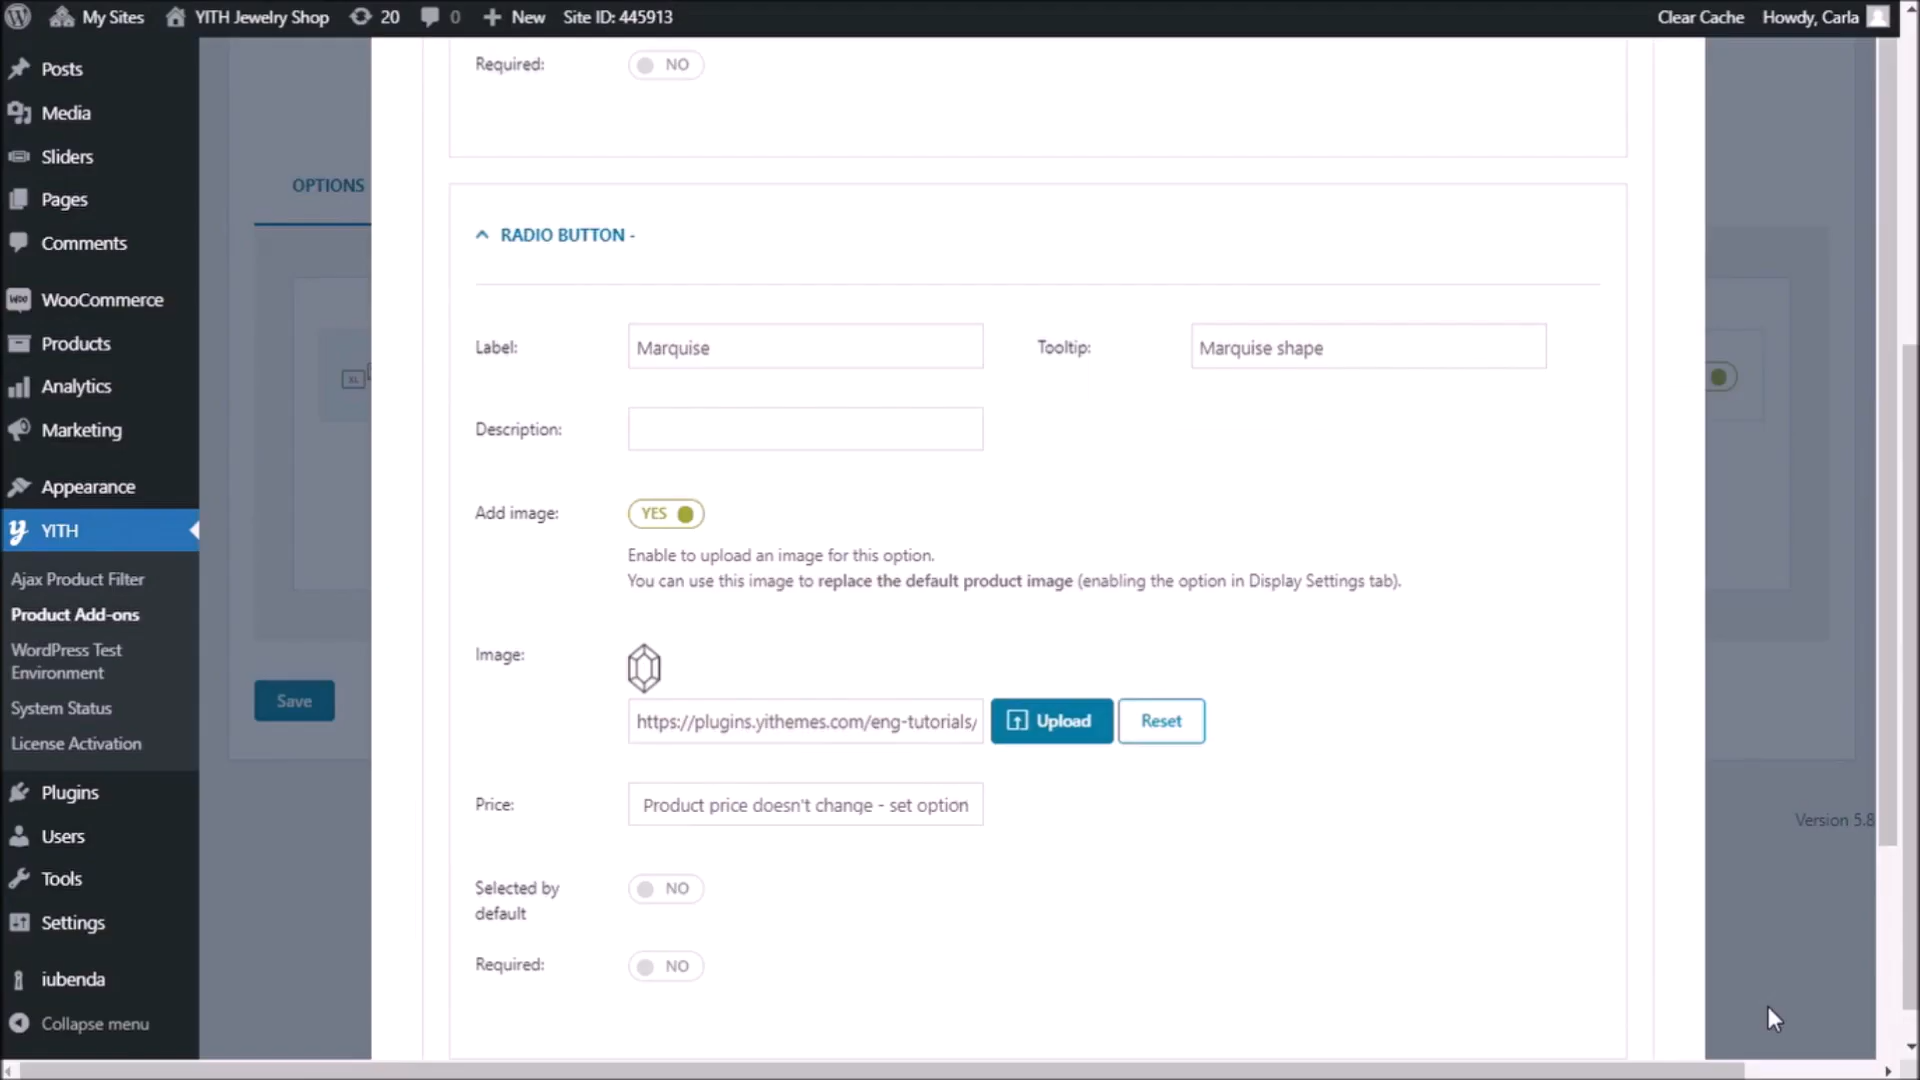 My Sites
YITH Jewelry Shop
20
0
New
Site ID: 445913
Clear Cache
Howdy, Carla
Posts
Media
Sliders
Pages
Comments
WooCommerce
Products
Analytics
Marketing
Appearance
YITH
Ajax Product Filter
Product Add-ons
WordPress Test
Environment
System Status
License Activation
Plugins
Users
Tools
Settings
iubenda
Collapse menu
OPTIONS
XL
Save
Version 5.8
Required:
NO
RADIO BUTTON -
Label:
Marquise
Tooltip:
Marquise shape
Description:
Add image:
YES
Enable to upload an image for this option.
You can use this image to replace the default product image (enabling the option in Display Settings tab).
Image:
https://plugins.yithemes.com/eng-tutorials/
Upload
Reset
Price:
Product price doesn't change - set option
Selected by
default
NO
Required:
NO